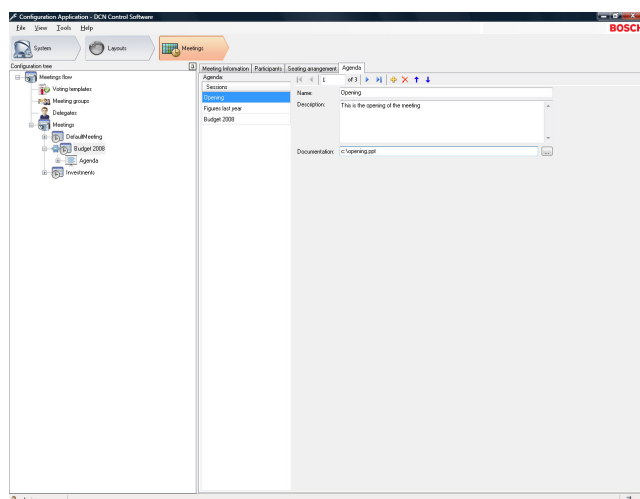 Configuration Application - DCN Control Software
File View Tools Help
BOSCH
System
Layouts
Meetings
Configuration tree
Meetings flow
Voting templates
Meeting groups
Delegates
Meetings
DefaultMeeting
Budget 2008
Agenda
Investments
Meeting Information Participants Seating arrangement Agenda
Agenda:
Sessions
Opening
Figures last year
Budget 2008
1 of 3
Name: Opening
Description: This is the opening of the meeting
Documentation: c:\opening.ppt